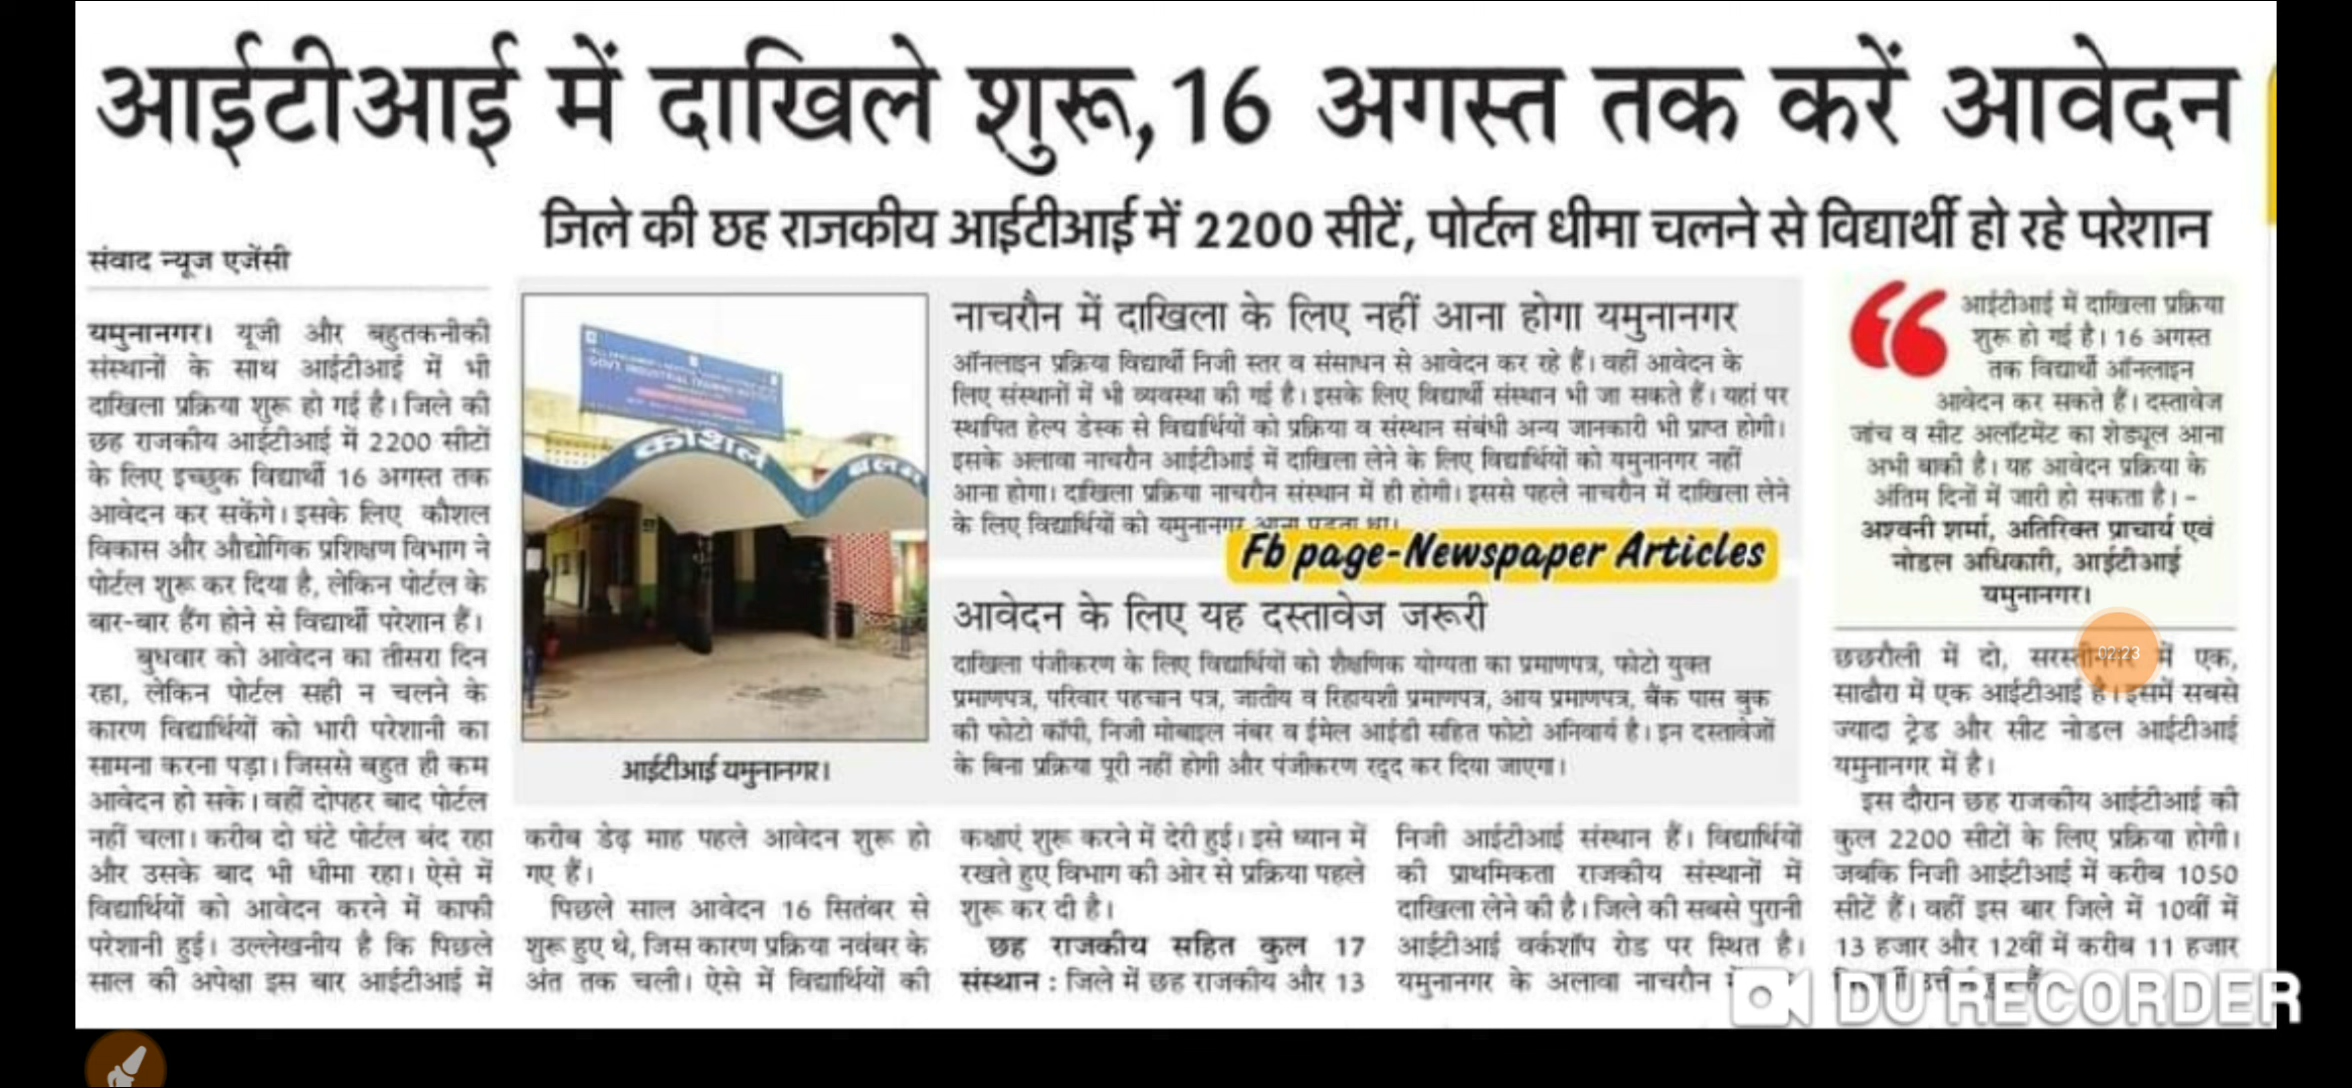 आईटीआई में दाखिले शुरू,16 अगस्त तक करें आवेदन
जिले की छह राजकीय आईटीआई में 2200 सीटें, पोर्टल धीमा चलने से विद्यार्थी हो रहे परेशान
संवाद न्यूज एजेंसी
यमुनानगर। यूजी और बहुतकनीकी
संस्थानों के साथ आईटीआई में भी
दाखिला प्रक्रिया शुरू हो गई है। जिले की
छह राजकीय आईटीआई में 2200 सीटों
के लिए इच्छुक विद्यार्थी 16 अगस्त तक
आवेदन कर सकेंगे। इसके लिए कौशल
विकास और औद्योगिक प्रशिक्षण विभाग ने
पोर्टल शुरू कर दिया है, लेकिन पोर्टल के
बार-बार हैंग होने से विद्यार्थी परेशान हैं।
बुधवार को आवेदन का तीसरा दिन
रहा, लेकिन पोर्टल सही न चलने के
कारण विद्यार्थियों को भारी परेशानी का
सामना करना पड़ा। जिससे बहुत ही कम
आवेदन हो सके। वहीं दोपहर बाद पोर्टल
नहीं चला। करीब दो घंटे पोर्टल बंद रहा
और उसके बाद भी धीमा रहा। ऐसे में
विद्यार्थियों को आवेदन करने में काफी
परेशानी हुई। उल्लेखनीय है कि पिछले
साल की अपेक्षा इस बार आईटीआई में
GOVT INDUSTRIAL TRAINING
कौशल
आईटीआई यमुनानगर।
नाचरौन में दाखिला के लिए नहीं आना होगा यमुनानगर
ऑनलाइन प्रक्रिया विद्यार्थी निजी स्तर व संसाधन से आवेदन कर रहे हैं। वहीं आवेदन के
लिए संस्थानों में भी व्यवस्था की गई है। इसके लिए विद्यार्थी संस्थान भी जा सकते हैं। यहां पर
स्थापित हेल्प डेस्क से विद्यार्थियों को प्रक्रिया व संस्थान संबंधी अन्य जानकारी भी प्राप्त होगी।
इसके अलावा नाचरौन आईटीआई में दाखिला लेने के लिए विद्यार्थियों को यमुनानगर नहीं
आना होगा। दाखिला प्रक्रिया नाचरौन संस्थान में ही होगी। इससे पहले नाचरौन में दाखिला लेने
के लिए विद्यार्थियों को यमुनानगर आना पड़ता था।
Fb page-Newspaper Articles
आवेदन के लिए यह दस्तावेज जरूरी
दाखिला पंजीकरण के लिए विद्यार्थियों को शैक्षणिक योग्यता का प्रमाणपत्र, फोटो युक्त
प्रमाणपत्र, परिवार पहचान पत्र, जातीय व रिहायशी प्रमाणपत्र, आय प्रमाणपत्र, बैंक पास बुक
की फोटो कॉपी, निजी मोबाइल नंबर व ईमेल आईडी सहित फोटो अनिवार्य है। इन दस्तावेजों
के बिना प्रक्रिया पूरी नहीं होगी और पंजीकरण रद्द कर दिया जाएगा।
करीब डेढ़ माह पहले आवेदन शुरू हो
गए हैं।
पिछले साल आवेदन 16 सितंबर से
शुरू हुए थे, जिस कारण प्रक्रिया नवंबर के
अंत तक चली। ऐसे में विद्यार्थियों की
कक्षाएं शुरू करने में देरी हुई। इसे ध्यान में
रखते हुए विभाग की ओर से प्रक्रिया पहले
शुरू कर दी है।
छह राजकीय सहित कुल 17
संस्थान : जिले में छह राजकीय और 13
निजी आईटीआई संस्थान हैं। विद्यार्थियों
की प्राथमिकता राजकीय संस्थानों में
दाखिला लेने की है। जिले की सबसे पुरानी
आईटीआई वर्कशॉप रोड पर स्थित है।
यमुनानगर के अलावा नाचरौन
आईटीआई में दाखिला प्रक्रिया
शुरू हो गई है। 16 अगस्त
तक विद्यार्थी ऑनलाइन
आवेदन कर सकते हैं। दस्तावेज
जांच व सीट अलॉटमेंट का शेड्यूल आना
अभी बाकी है। यह आवेदन प्रक्रिया के
अंतिम दिनों में जारी हो सकता है। -
अश्वनी शर्मा, अतिरिक्त प्राचार्य एवं
नोडल अधिकारी, आईटीआई
यमुनानगर।
छछरौली में दो, सरस्तीनगर में एक,
02:23
साढौरा में एक आईटीआई है। इसमें सबसे
ज्यादा ट्रेड और सीट नोडल आईटीआई
यमुनानगर में है।
इस दौरान छह राजकीय आईटीआई की
कुल 2200 सीटों के लिए प्रक्रिया होगी।
जबकि निजी आईटीआई में करीब 1050
सीटें हैं। वहीं इस बार जिले में 10वीं में
13 हजार और 12वीं में करीब 11 हजार
DU RECORDER